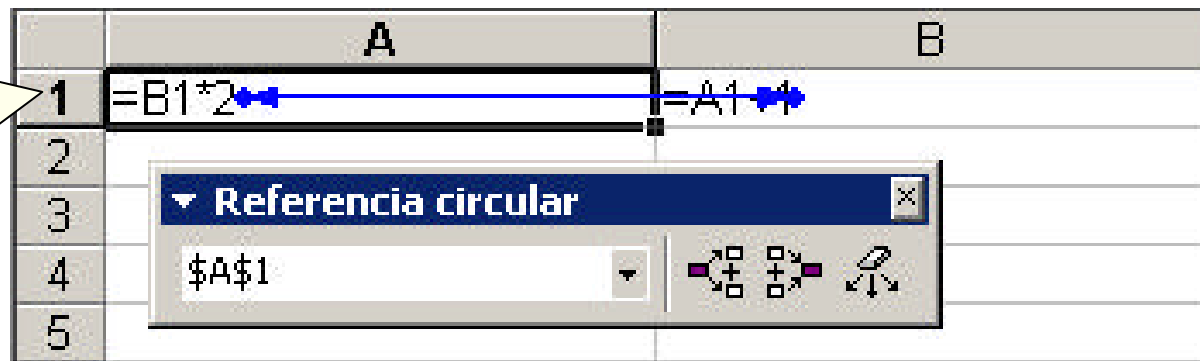 A B
1 =B1*2 =A1+1
2
3 Referencia circular
4 $A$1
5